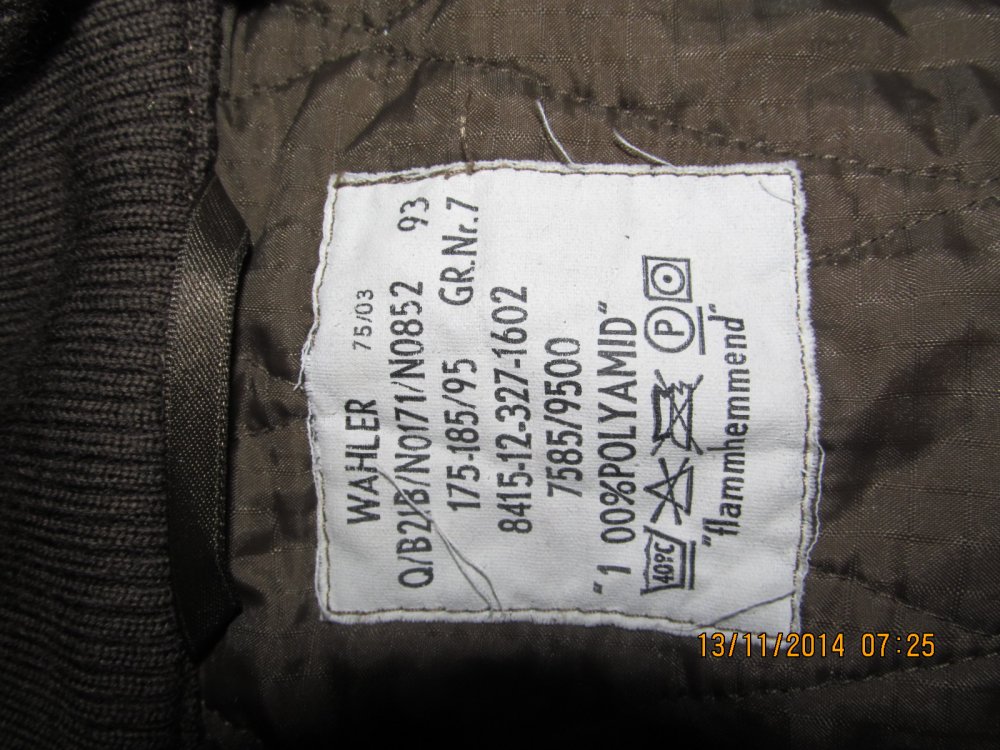 WAHLER 75/03
Q/B2LB/N0171/N0852 93
175-185/95 GR.Nr.7
8415-12-327-1602
7585/9500
"1 00%POLYAMID"
40°C P
"flammhemmend"
13/11/2014 07:25